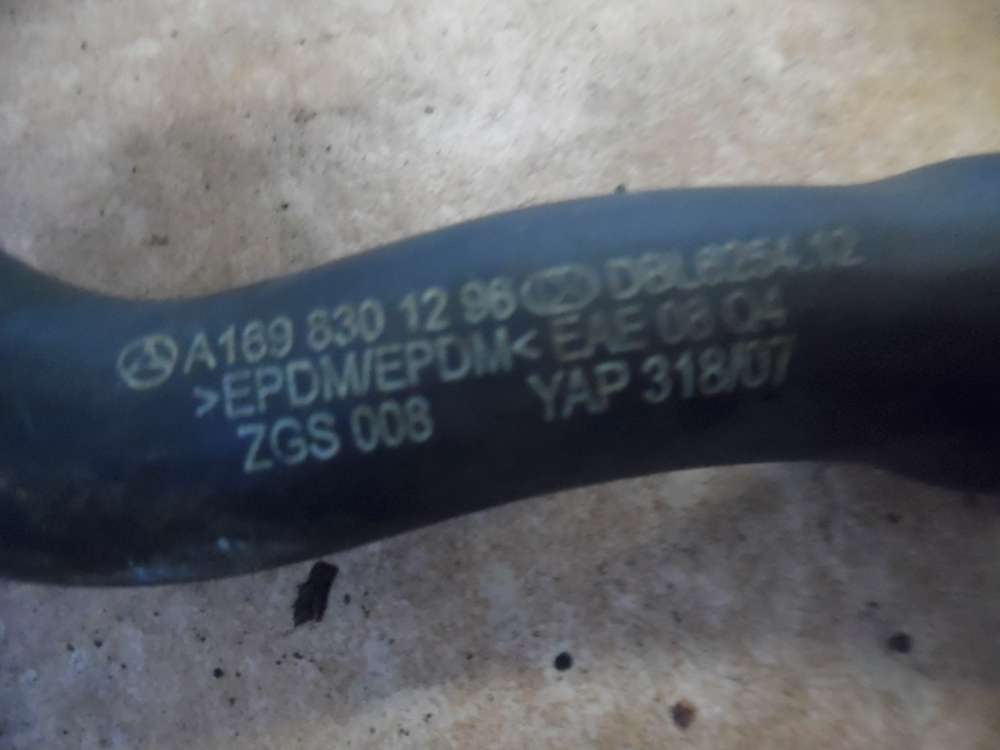 A169 830 12 96 DBL6254.12
>EPDM/EPDM< EAE 08 Q4
ZGS 008 YAP 318/07